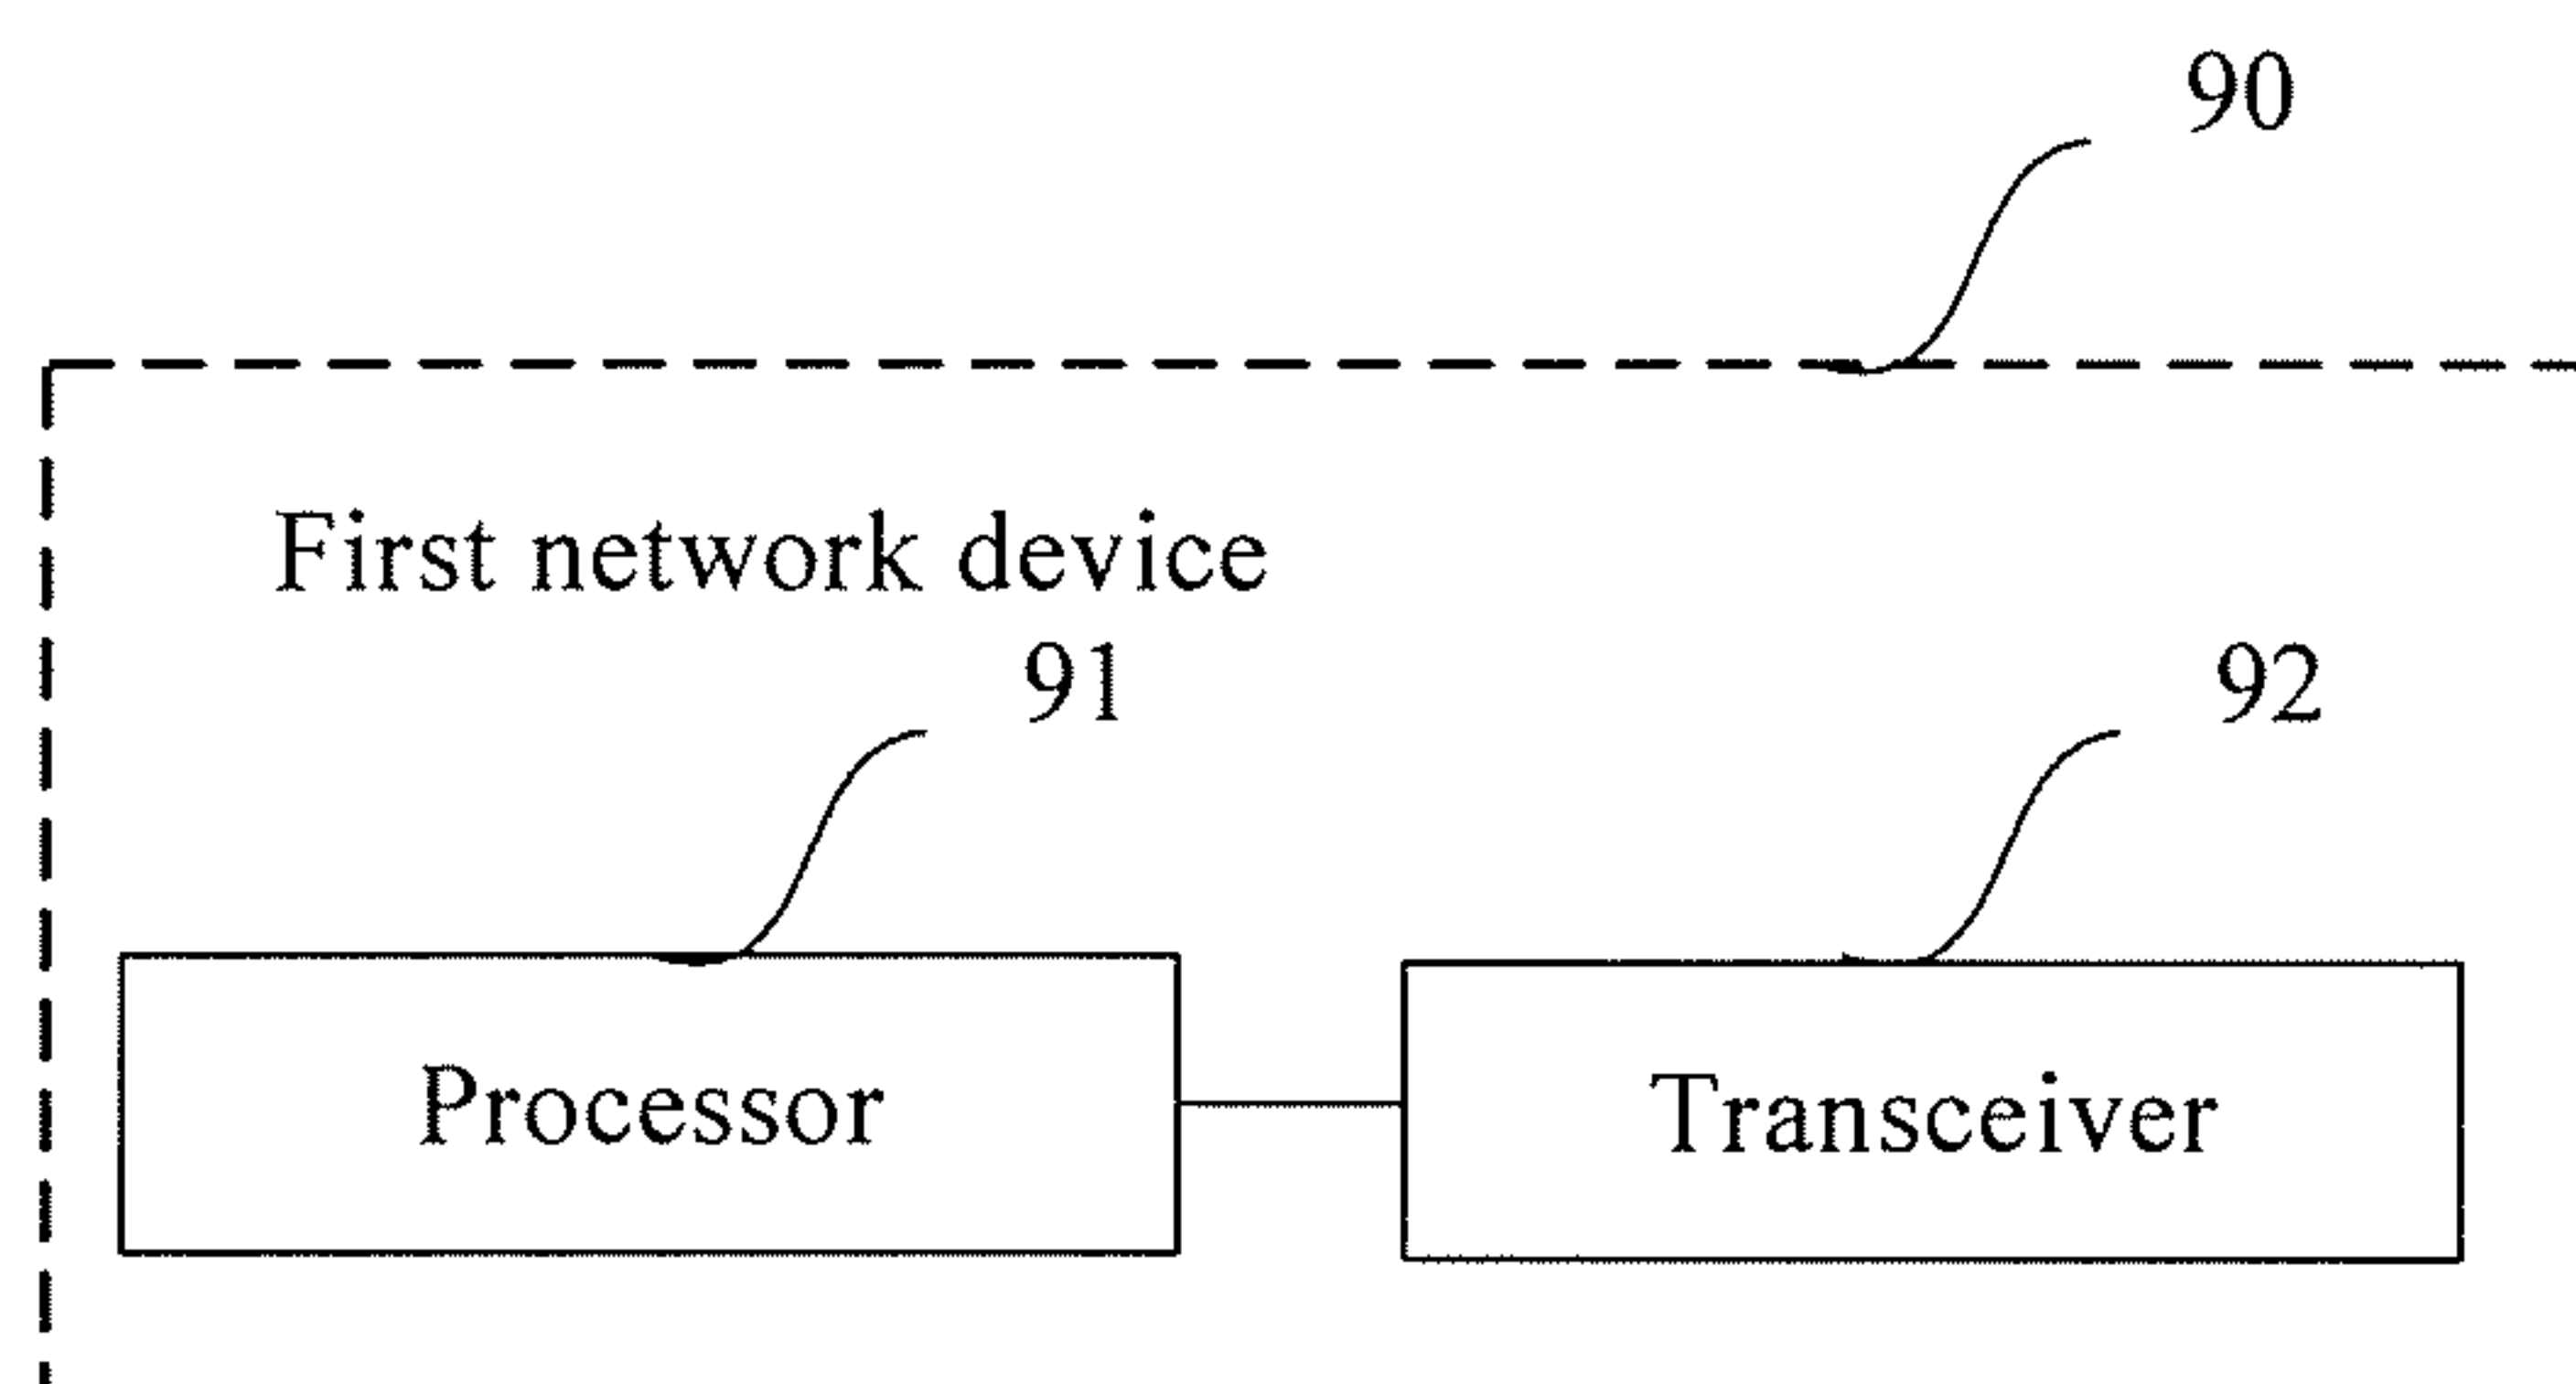 90
First network device
91
92
Processor
Transceiver